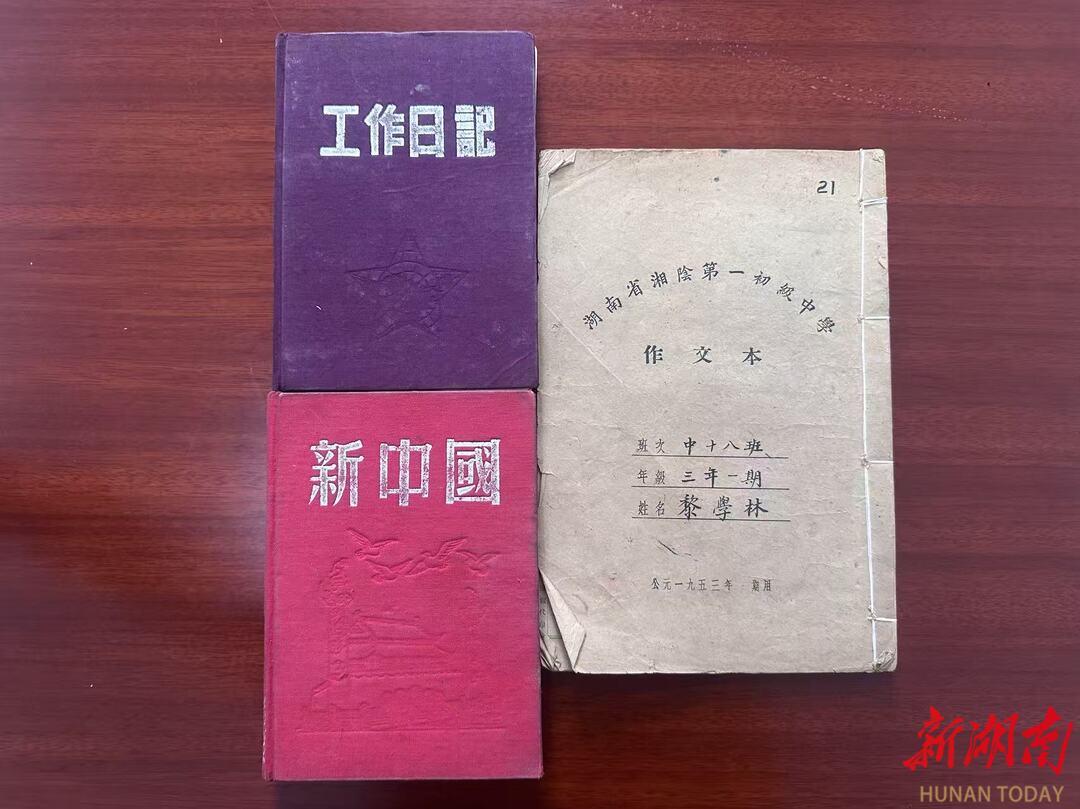 工作日記
新中國
21
湖南省湘陰第一初級中學
作文本
班次 中十八班
年級 三年一期
姓名 黎學林
公元一九五三年 期用
新湖南
HUNAN TODAY